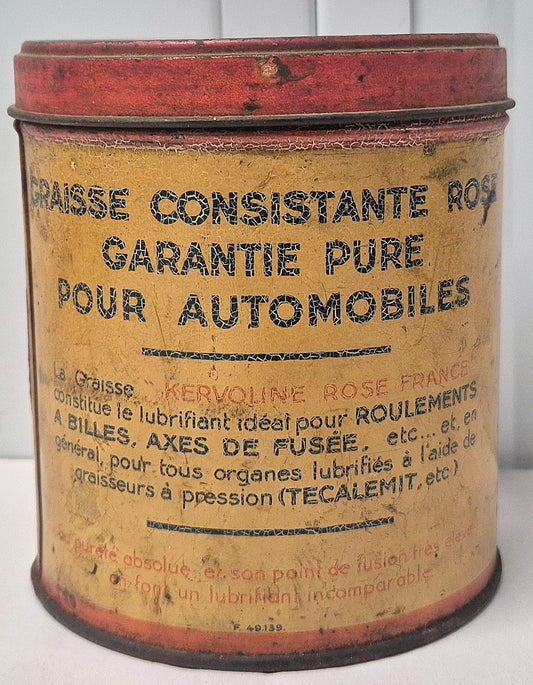 GRAISSE CONSISTANTE ROSE
GARANTIE PURE
POUR AUTOMOBILES
La Graisse KERVOLINE ROSE FRANCE
constitue le lubrifiant idéal pour ROULEMENTS
A BILLES, AXES DE FUSÉE, etc... et, en
général, pour tous organes lubrifiés à l'aide de
graisseurs à pression (TECALEMIT, etc)
Sa pureté absolue et son point de fusion très élevé
en font un lubrifiant incomparable
F. 49.139.